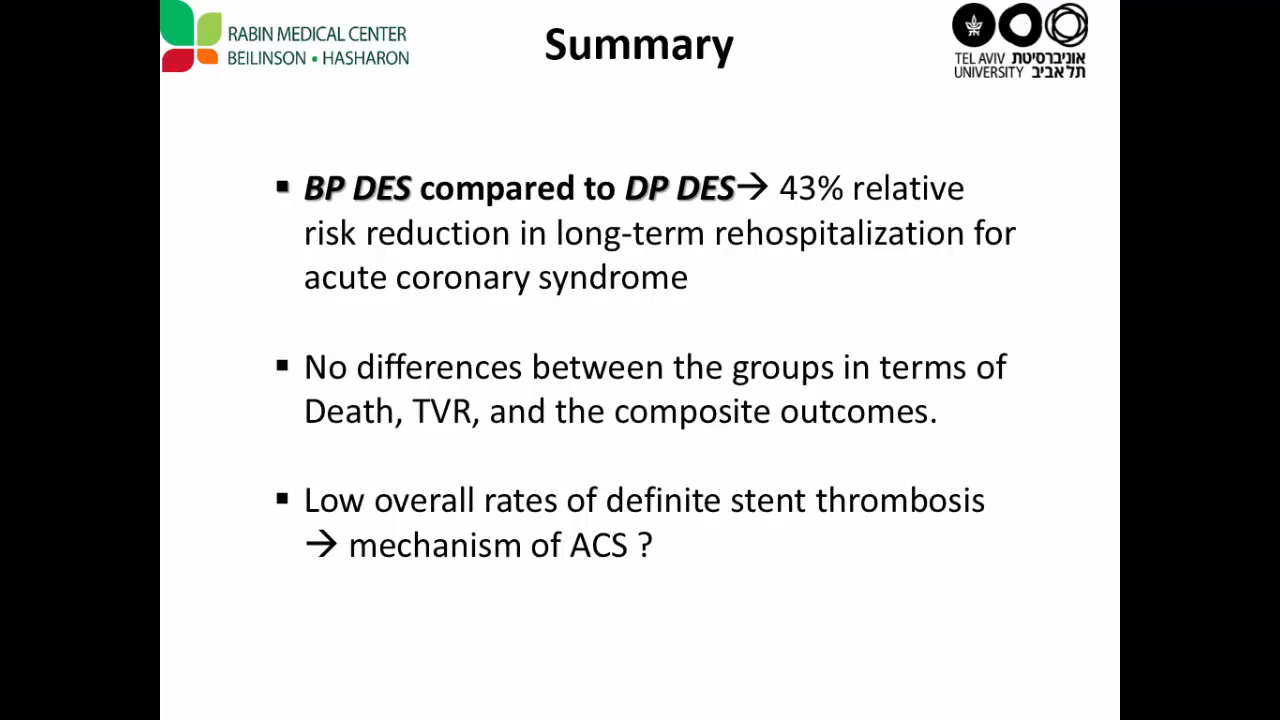 RABIN MEDICAL CENTER
BEILINSON • HASHARON
Summary
TEL AVIV אוניברסיטת
UNIVERSITY תל אביב
▪ BP DES compared to DP DES→ 43% relative
risk reduction in long-term rehospitalization for
acute coronary syndrome
▪ No differences between the groups in terms of
Death, TVR, and the composite outcomes.
▪ Low overall rates of definite stent thrombosis
→ mechanism of ACS ?